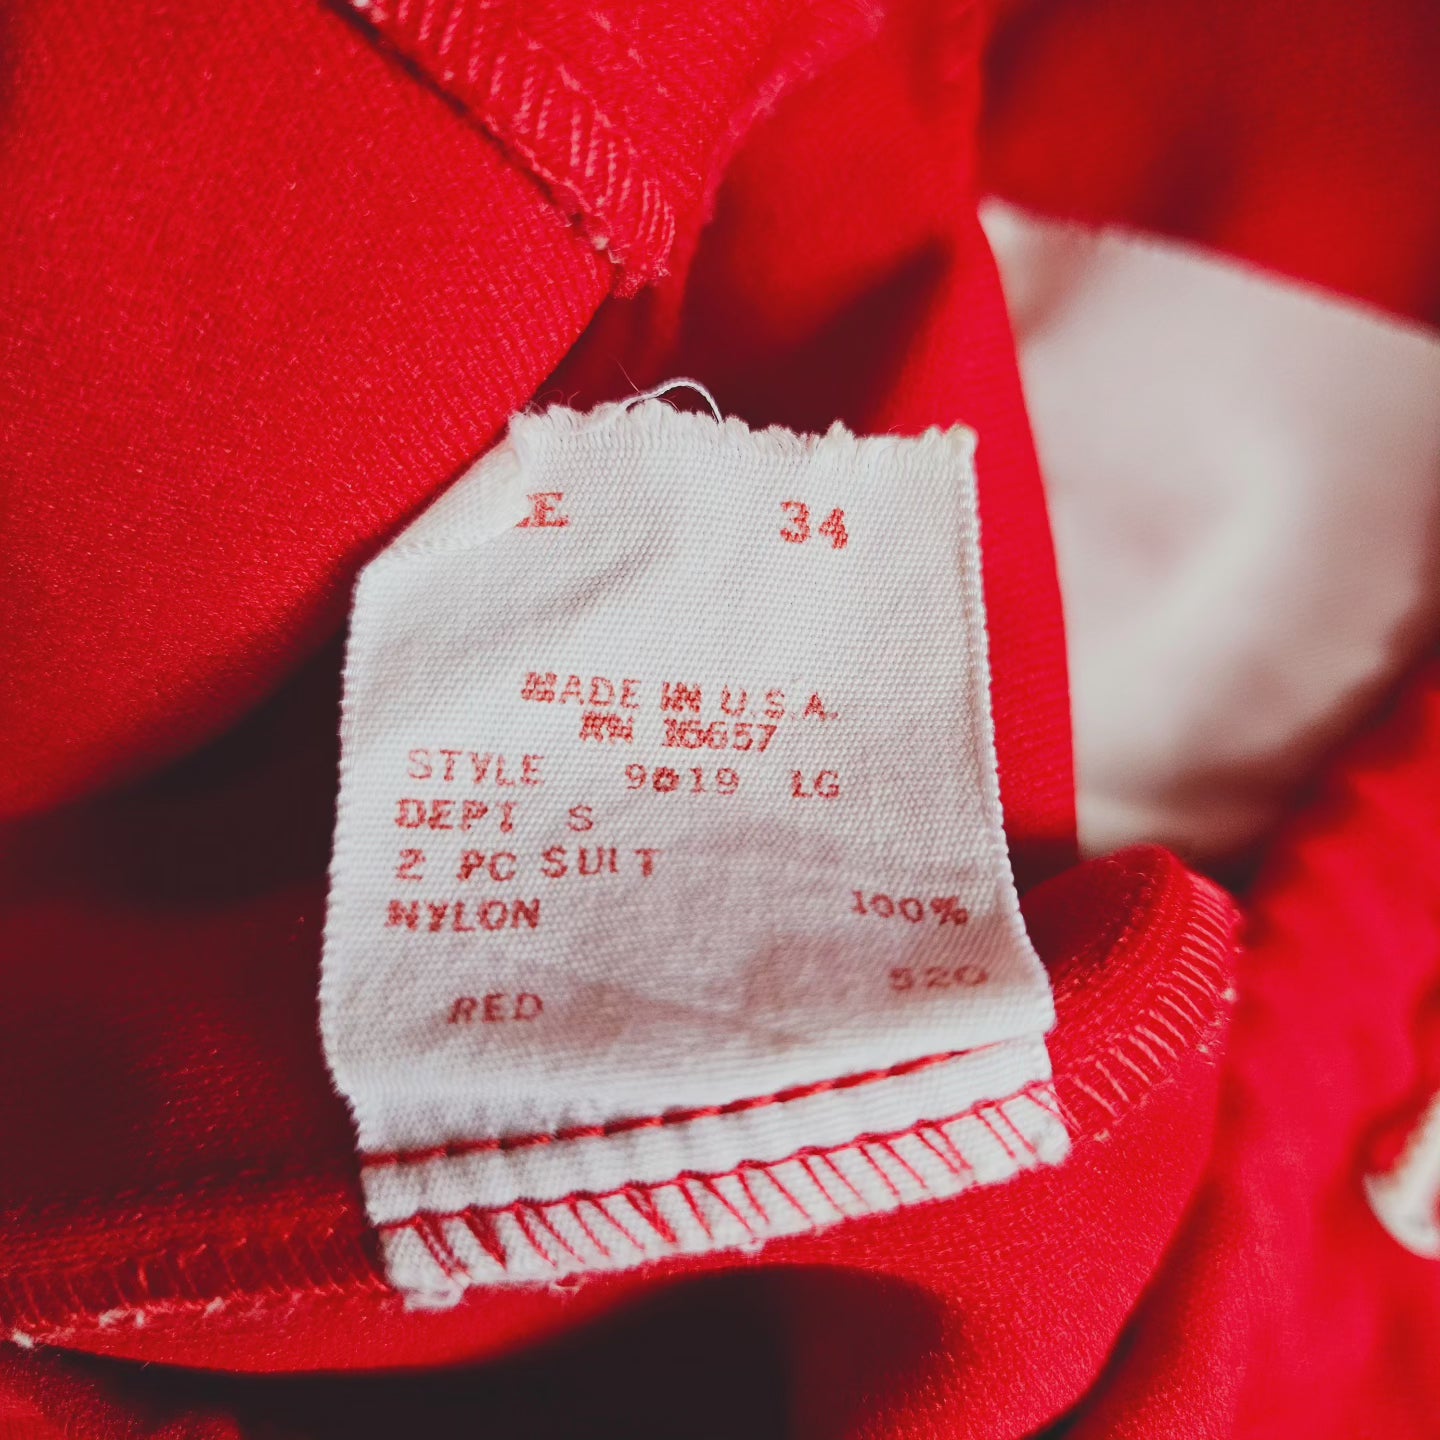 E 34
MADE IN U.S.A.
RN 16657
STYLE 9019 LG
DEPT S
2 PC SUIT
NYLON 100%
RED 520